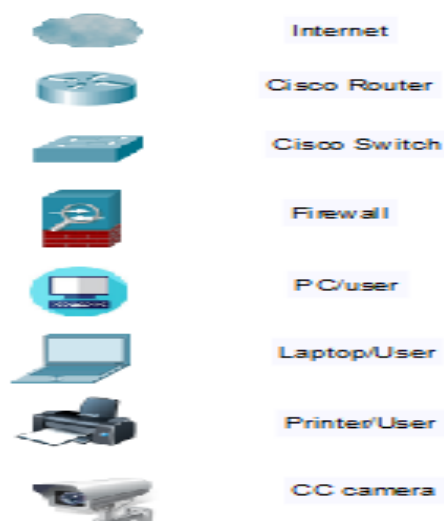 Internet
Cisco Router
Cisco Switch
Firewall
PC/user
Laptop/User
Printer/User
CC camera